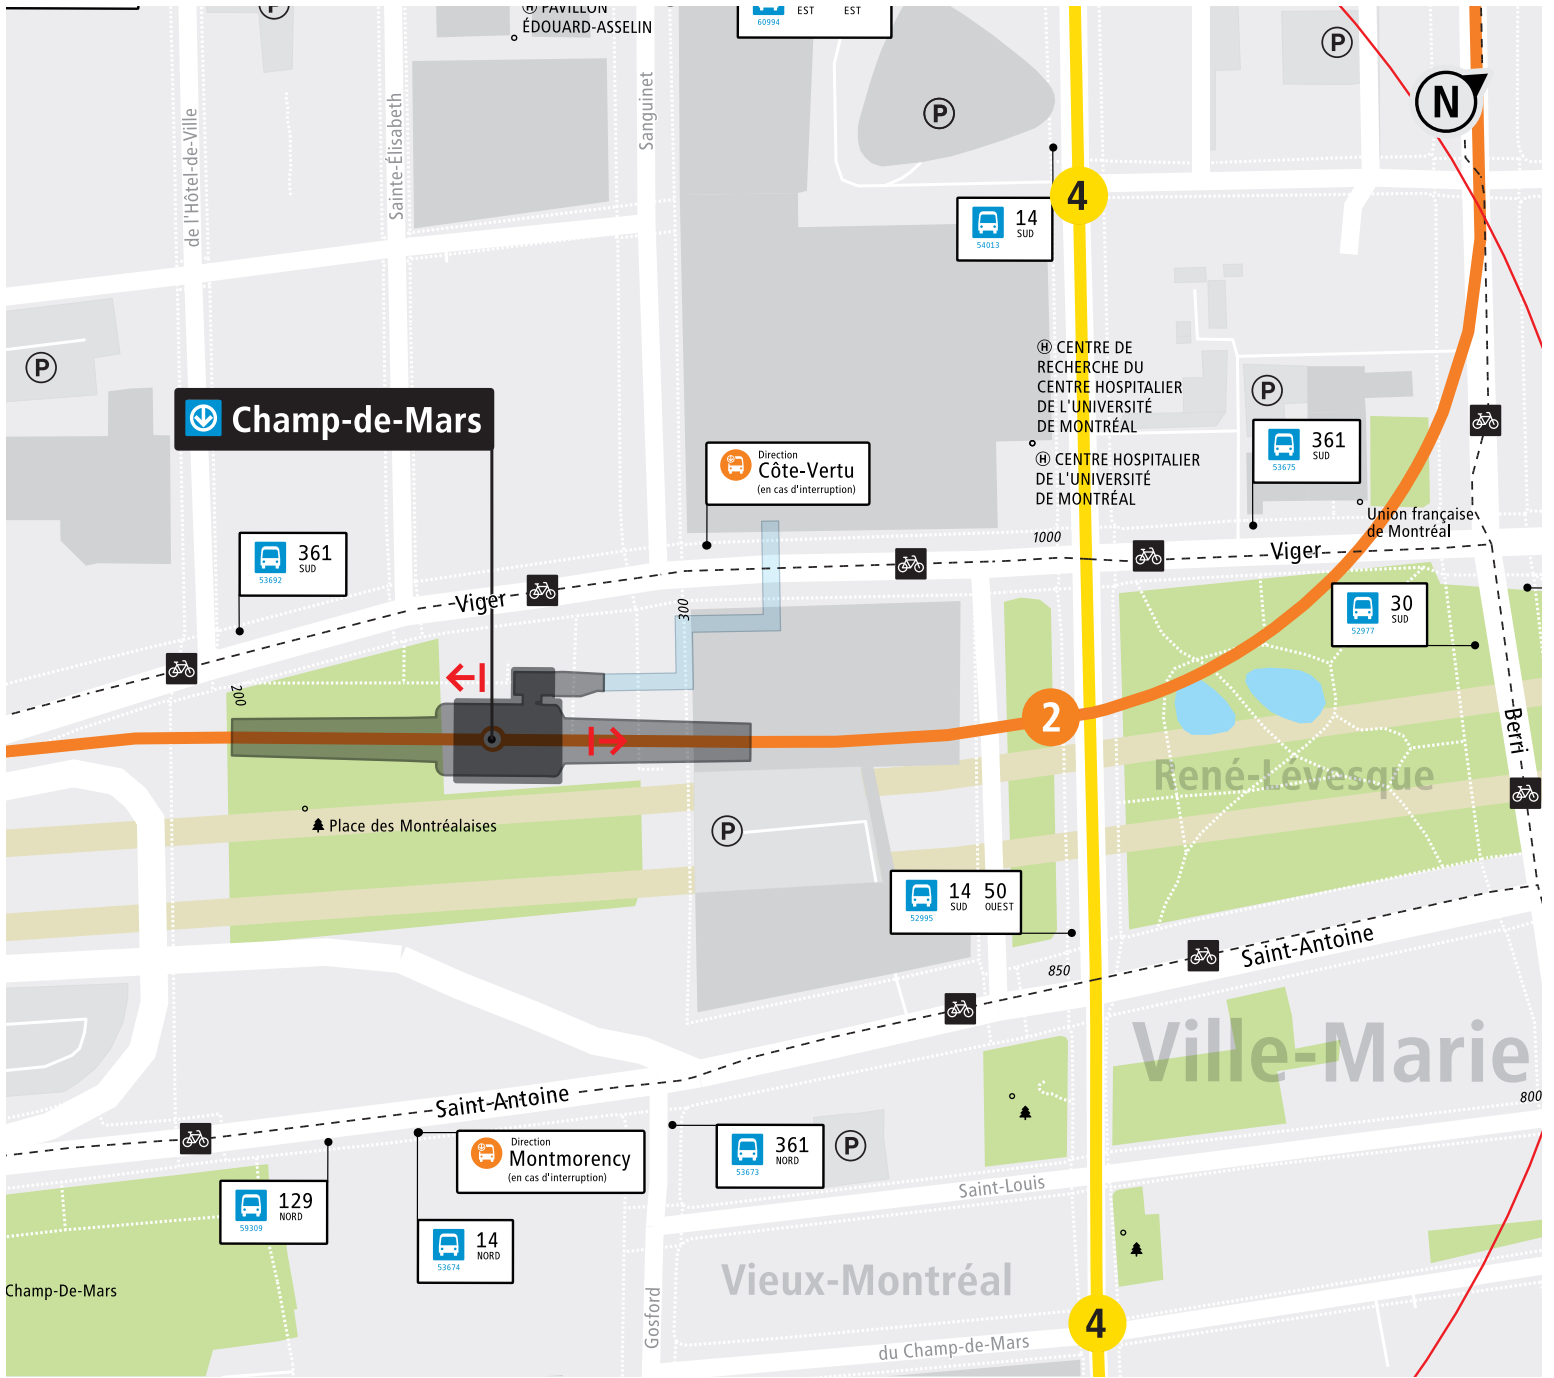 Ⓗ PAVILLON
ÉDOUARD-ASSELIN
60994
EST EST
P
P
P
N
de l'Hôtel-de-Ville
Sainte-Élisabeth
Sanguinet
4
14
SUD
54013
P
Champ-de-Mars
Ⓗ CENTRE DE
RECHERCHE DU
CENTRE HOSPITALIER
DE L'UNIVERSITÉ
DE MONTRÉAL
Ⓗ CENTRE HOSPITALIER
DE L'UNIVERSITÉ
DE MONTRÉAL
P
361
SUD
53675
Direction
Côte-Vertu
(en cas d'interruption)
Union française
de Montréal
361
SUD
53692
1000
Viger
Viger
300
30
SUD
52977
200
2
Berri
René-Lévesque
Place des Montréalaises
P
14 50
SUD OUEST
52995
Saint-Antoine
850
Ville-Marie
800
Saint-Antoine
Direction
Montmorency
(en cas d'interruption)
361
NORD
53673
P
129
NORD
59309
14
NORD
53674
Saint-Louis
Champ-De-Mars
Vieux-Montréal
Gosford
4
du Champ-de-Mars